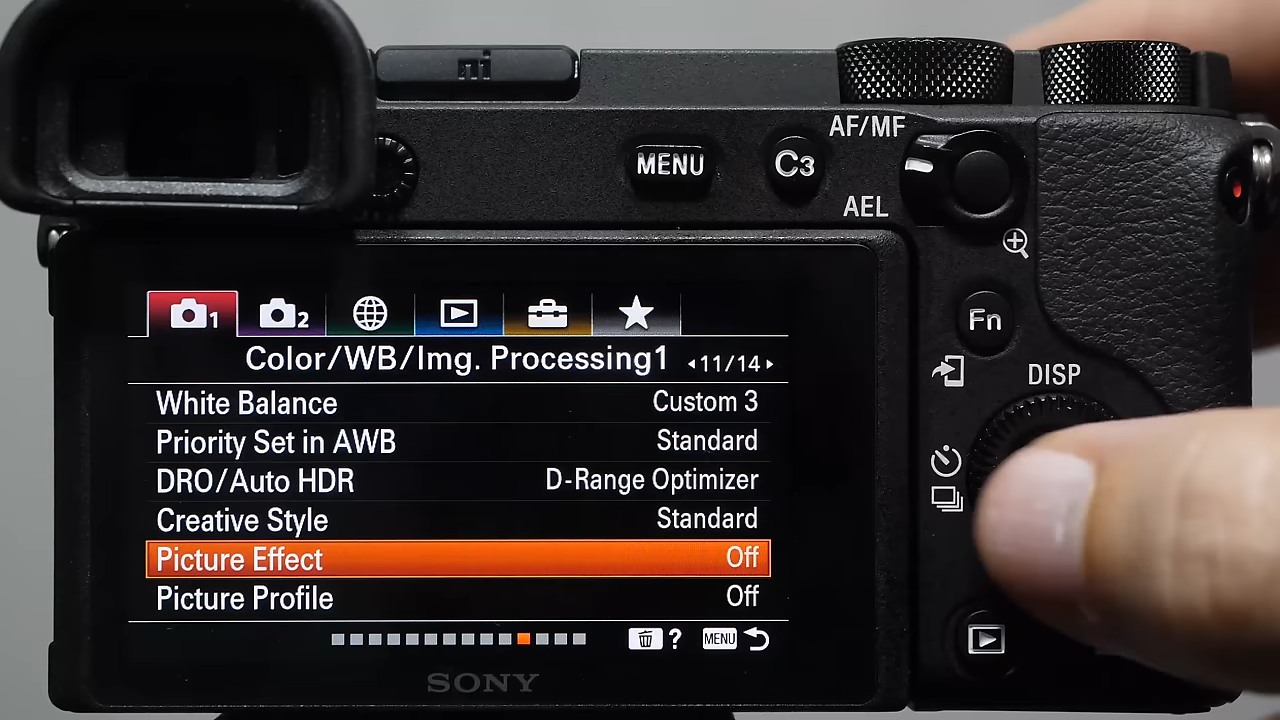 mi
MENU
C3
AF/MF
AEL
Fn
DISP
1
2
Color/WB/Img. Processing1
11/14
White Balance Custom 3
Priority Set in AWB Standard
DRO/Auto HDR D-Range Optimizer
Creative Style Standard
Picture Effect Off
Picture Profile Off
? MENU
SONY